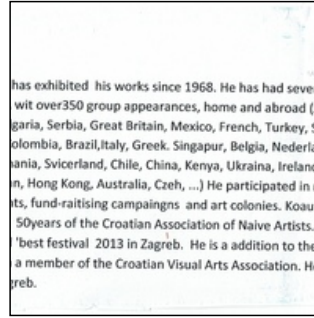 has exhibited his works since 1968. He has had seve
wit over350 group appearances, home and abroad (
garia, Serbia, Great Britain, Mexico, French, Turkey, S
olombia, Brazil,Italy, Greek. Singapur, Belgia, Nederla
ania, Svicerland, Chile, China, Kenya, Ukraina, Ireland
n, Hong Kong, Australia, Czeh, ...) He participated in
ts, fund-raitising campaingns and art colonies. Koau
50years of the Croatian Association of Naive Artists.
'best festival 2013 in Zagreb. He is a addition to the
a member of the Croatian Visual Arts Association. He
greb.